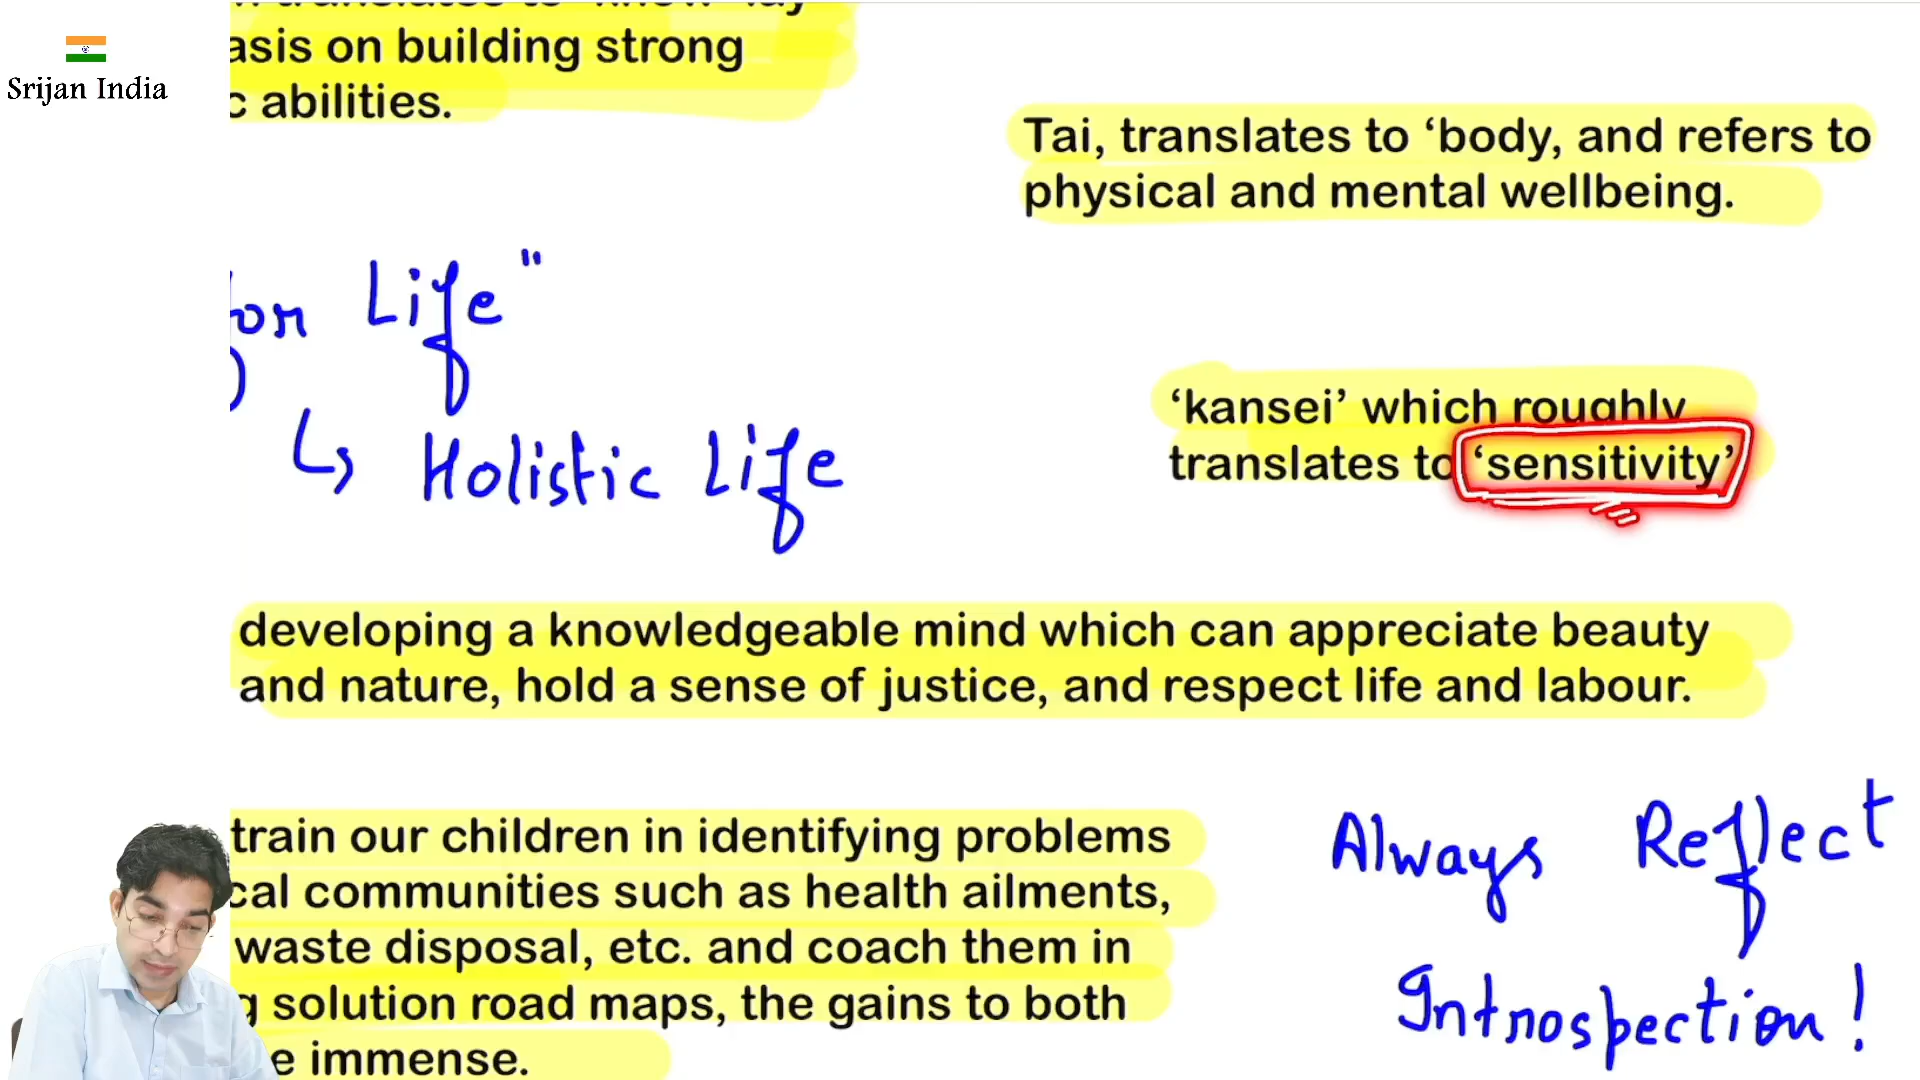 Srijan India
asis on building strong
c abilities.
Tai, translates to ‘body, and refers to
physical and mental wellbeing.
for Life"
↳ Holistic Life
‘kansei’ which roughly
translates to ‘sensitivity’
developing a knowledgeable mind which can appreciate beauty
and nature, hold a sense of justice, and respect life and labour.
train our children in identifying problems
cal communities such as health ailments,
waste disposal, etc. and coach them in
g solution road maps, the gains to both
e immense.
Always Reflect
Introspection!